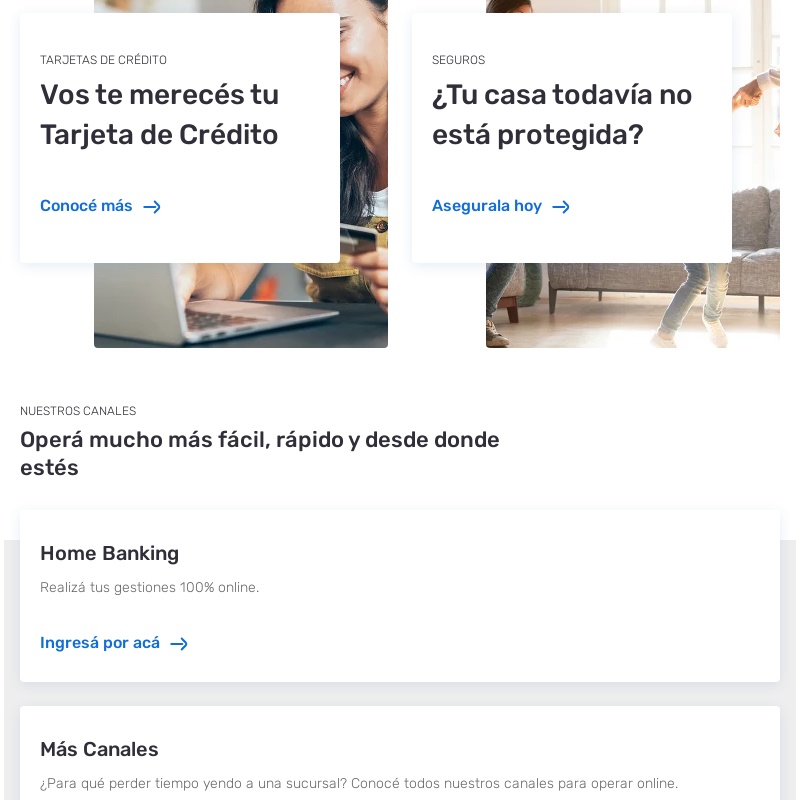 TARJETAS DE CRÉDITO
Vos te merecés tu
Tarjeta de Crédito
Conocé más
SEGUROS
¿Tu casa todavía no
está protegida?
Asegurala hoy
NUESTROS CANALES
Operá mucho más fácil, rápido y desde donde
estés
Home Banking
Realizá tus gestiones 100% online.
Ingresá por acá
Más Canales
¿Para qué perder tiempo yendo a una sucursal? Conocé todos nuestros canales para operar online.